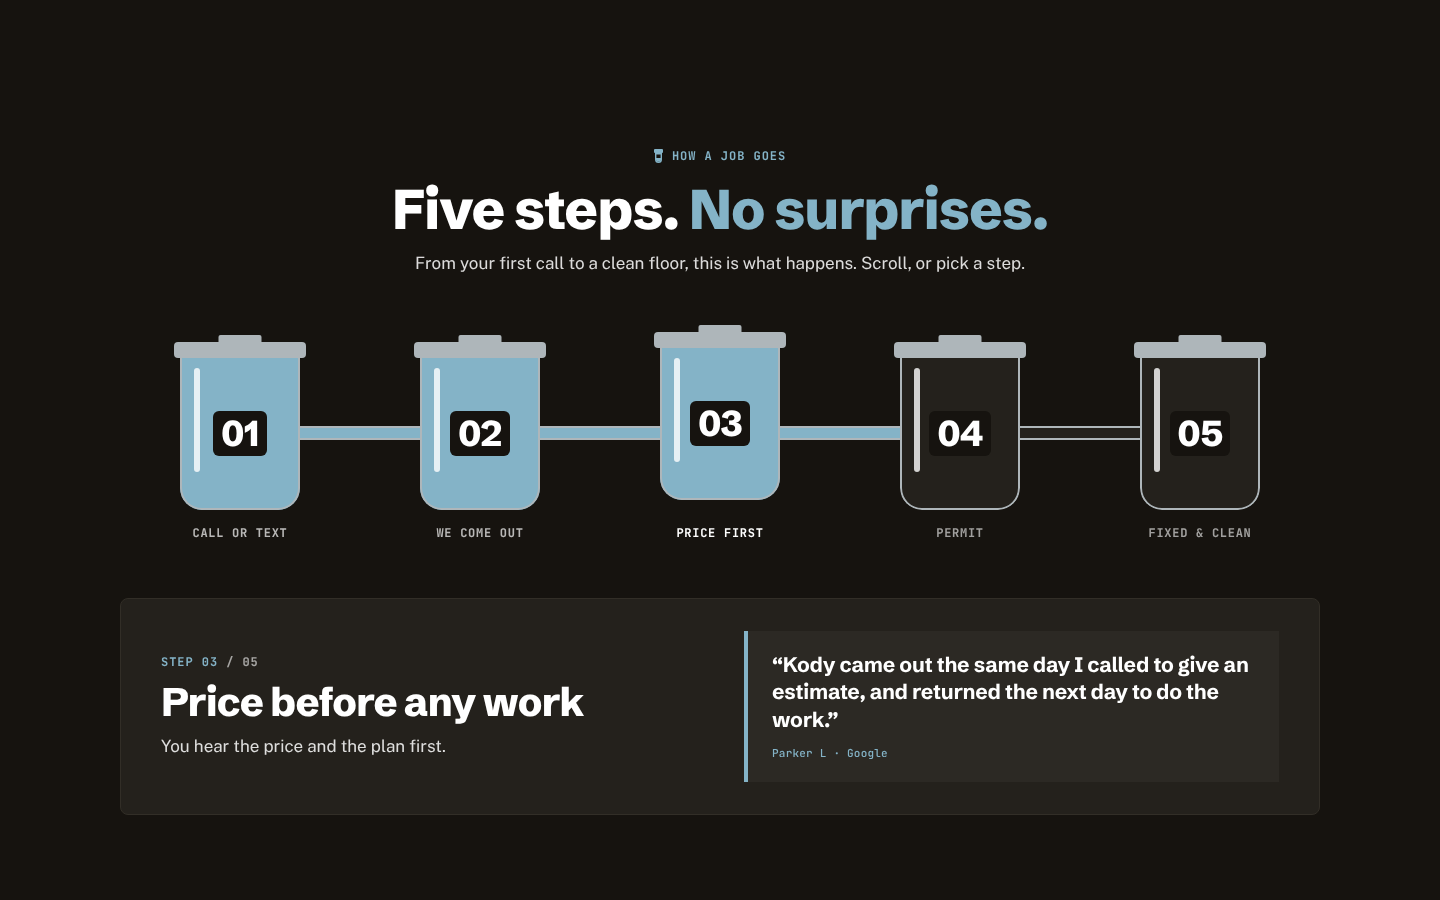 HOW A JOB GOES
Five steps. No surprises.
From your first call to a clean floor, this is what happens. Scroll, or pick a step.
01
02
03
04
05
CALL OR TEXT
WE COME OUT
PRICE FIRST
PERMIT
FIXED & CLEAN
STEP 03 / 05
Price before any work
You hear the price and the plan first.
“Kody came out the same day I called to give an
estimate, and returned the next day to do the
work.”
Parker L · Google